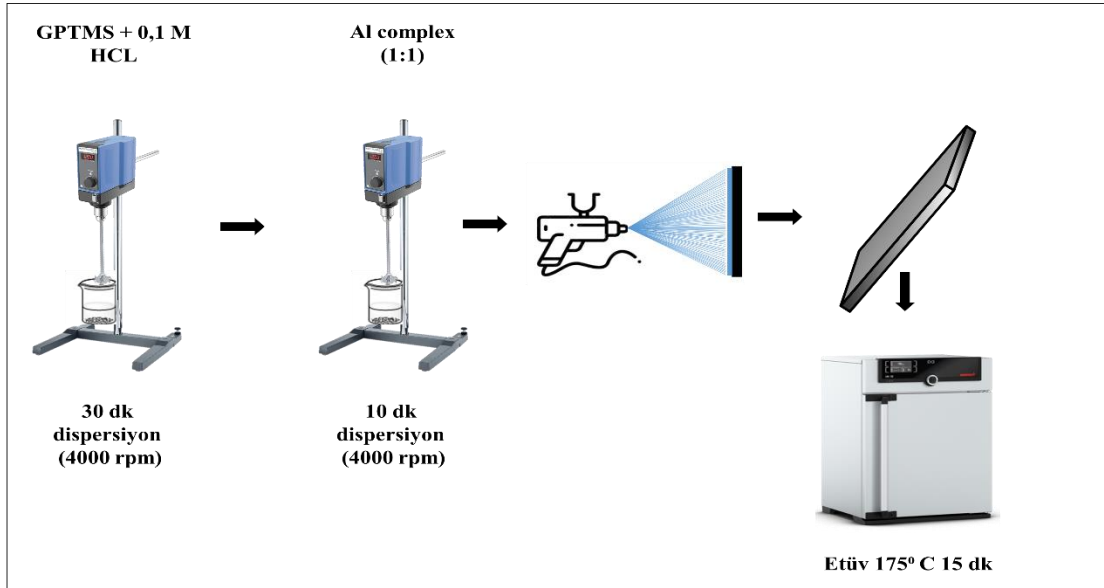 GPTMS + 0,1 M
HCL
Al complex
(1:1)
30 dk
dispersiyon
(4000 rpm)
10 dk
dispersiyon
(4000 rpm)
Etüv 175⁰ C 15 dk